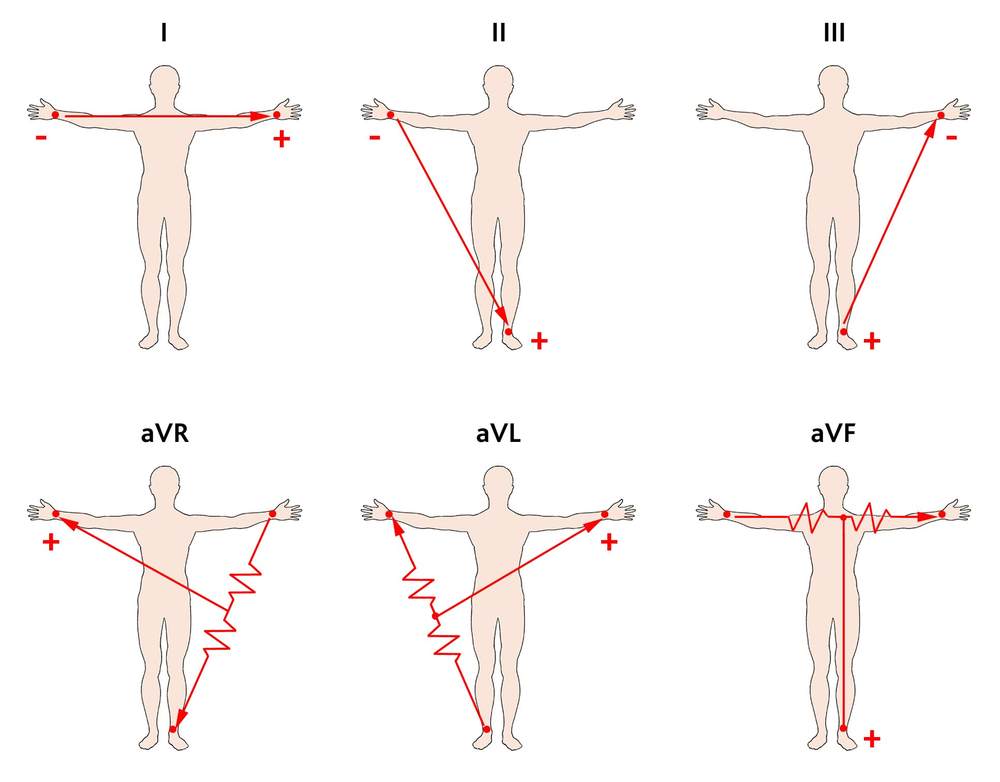 I
II
III
- +
- +
- +
aVR
aVL
aVF
+
+
+